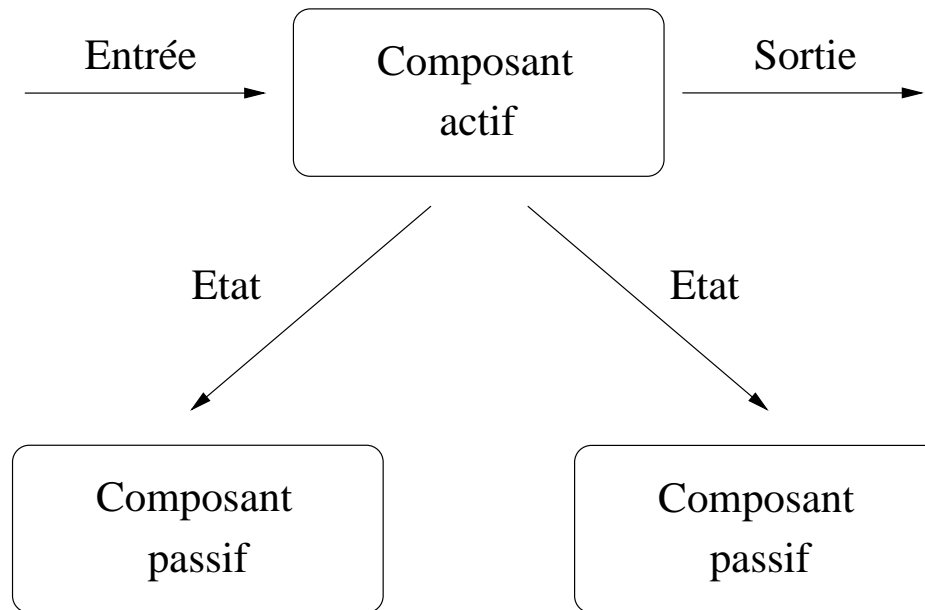 Entrée
Composant
actif
Sortie
Etat
Etat
Composant
passif
Composant
passif